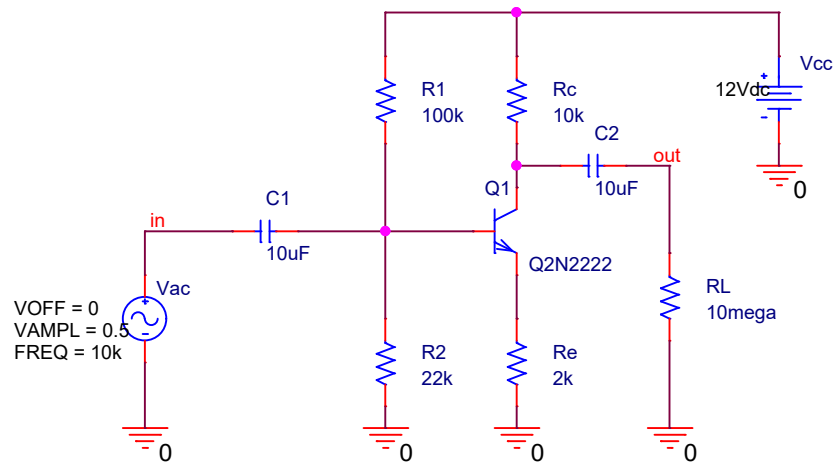 Vcc
12Vdc
0
R1
100k
Rc
10k
C2
10uF
out
Q1
Q2N2222
C1
10uF
in
Vac
VOFF = 0
VAMPL = 0.5
FREQ = 10k
0
R2
22k
0
Re
2k
0
RL
10mega
0